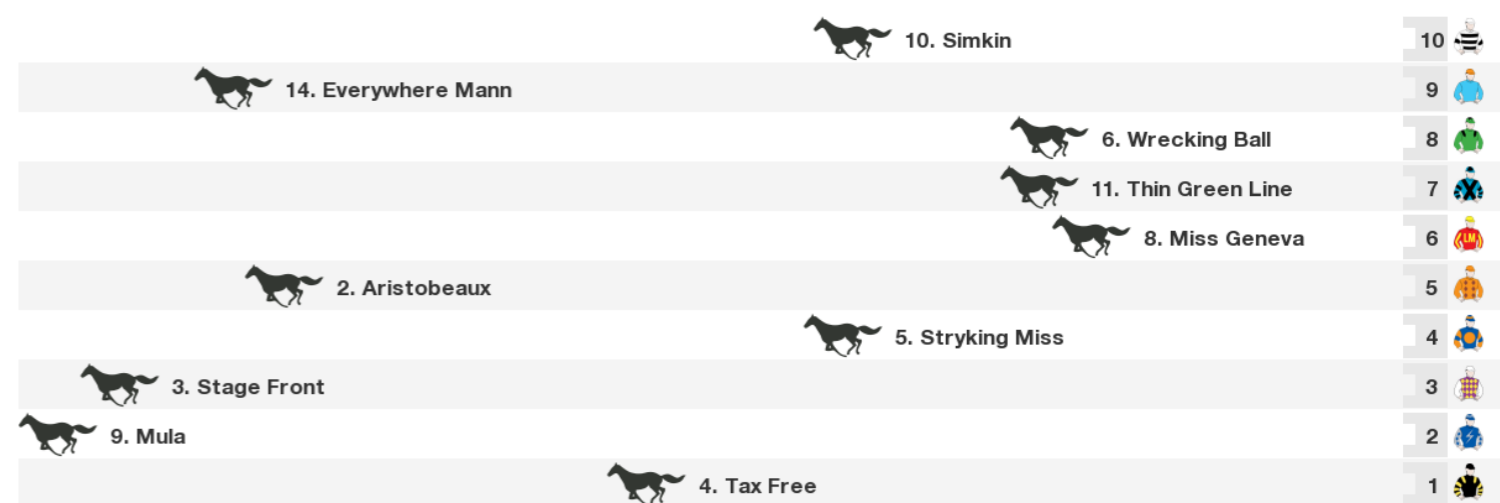 10. Simkin 10
14. Everywhere Mann 9
6. Wrecking Ball 8
11. Thin Green Line 7
8. Miss Geneva 6 LM
2. Aristobeaux 5
5. Stryking Miss 4
3. Stage Front 3
9. Mula 2
4. Tax Free 1